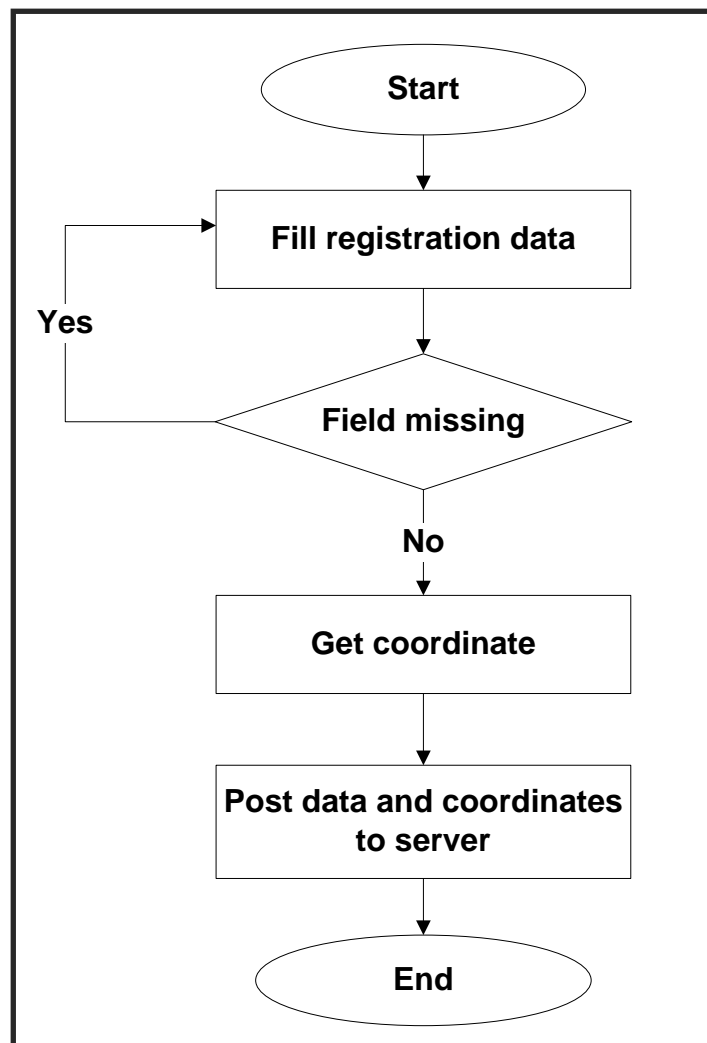 Start
Fill registration data
Yes
Field missing
No
Get coordinate
Post data and coordinates
to server
End